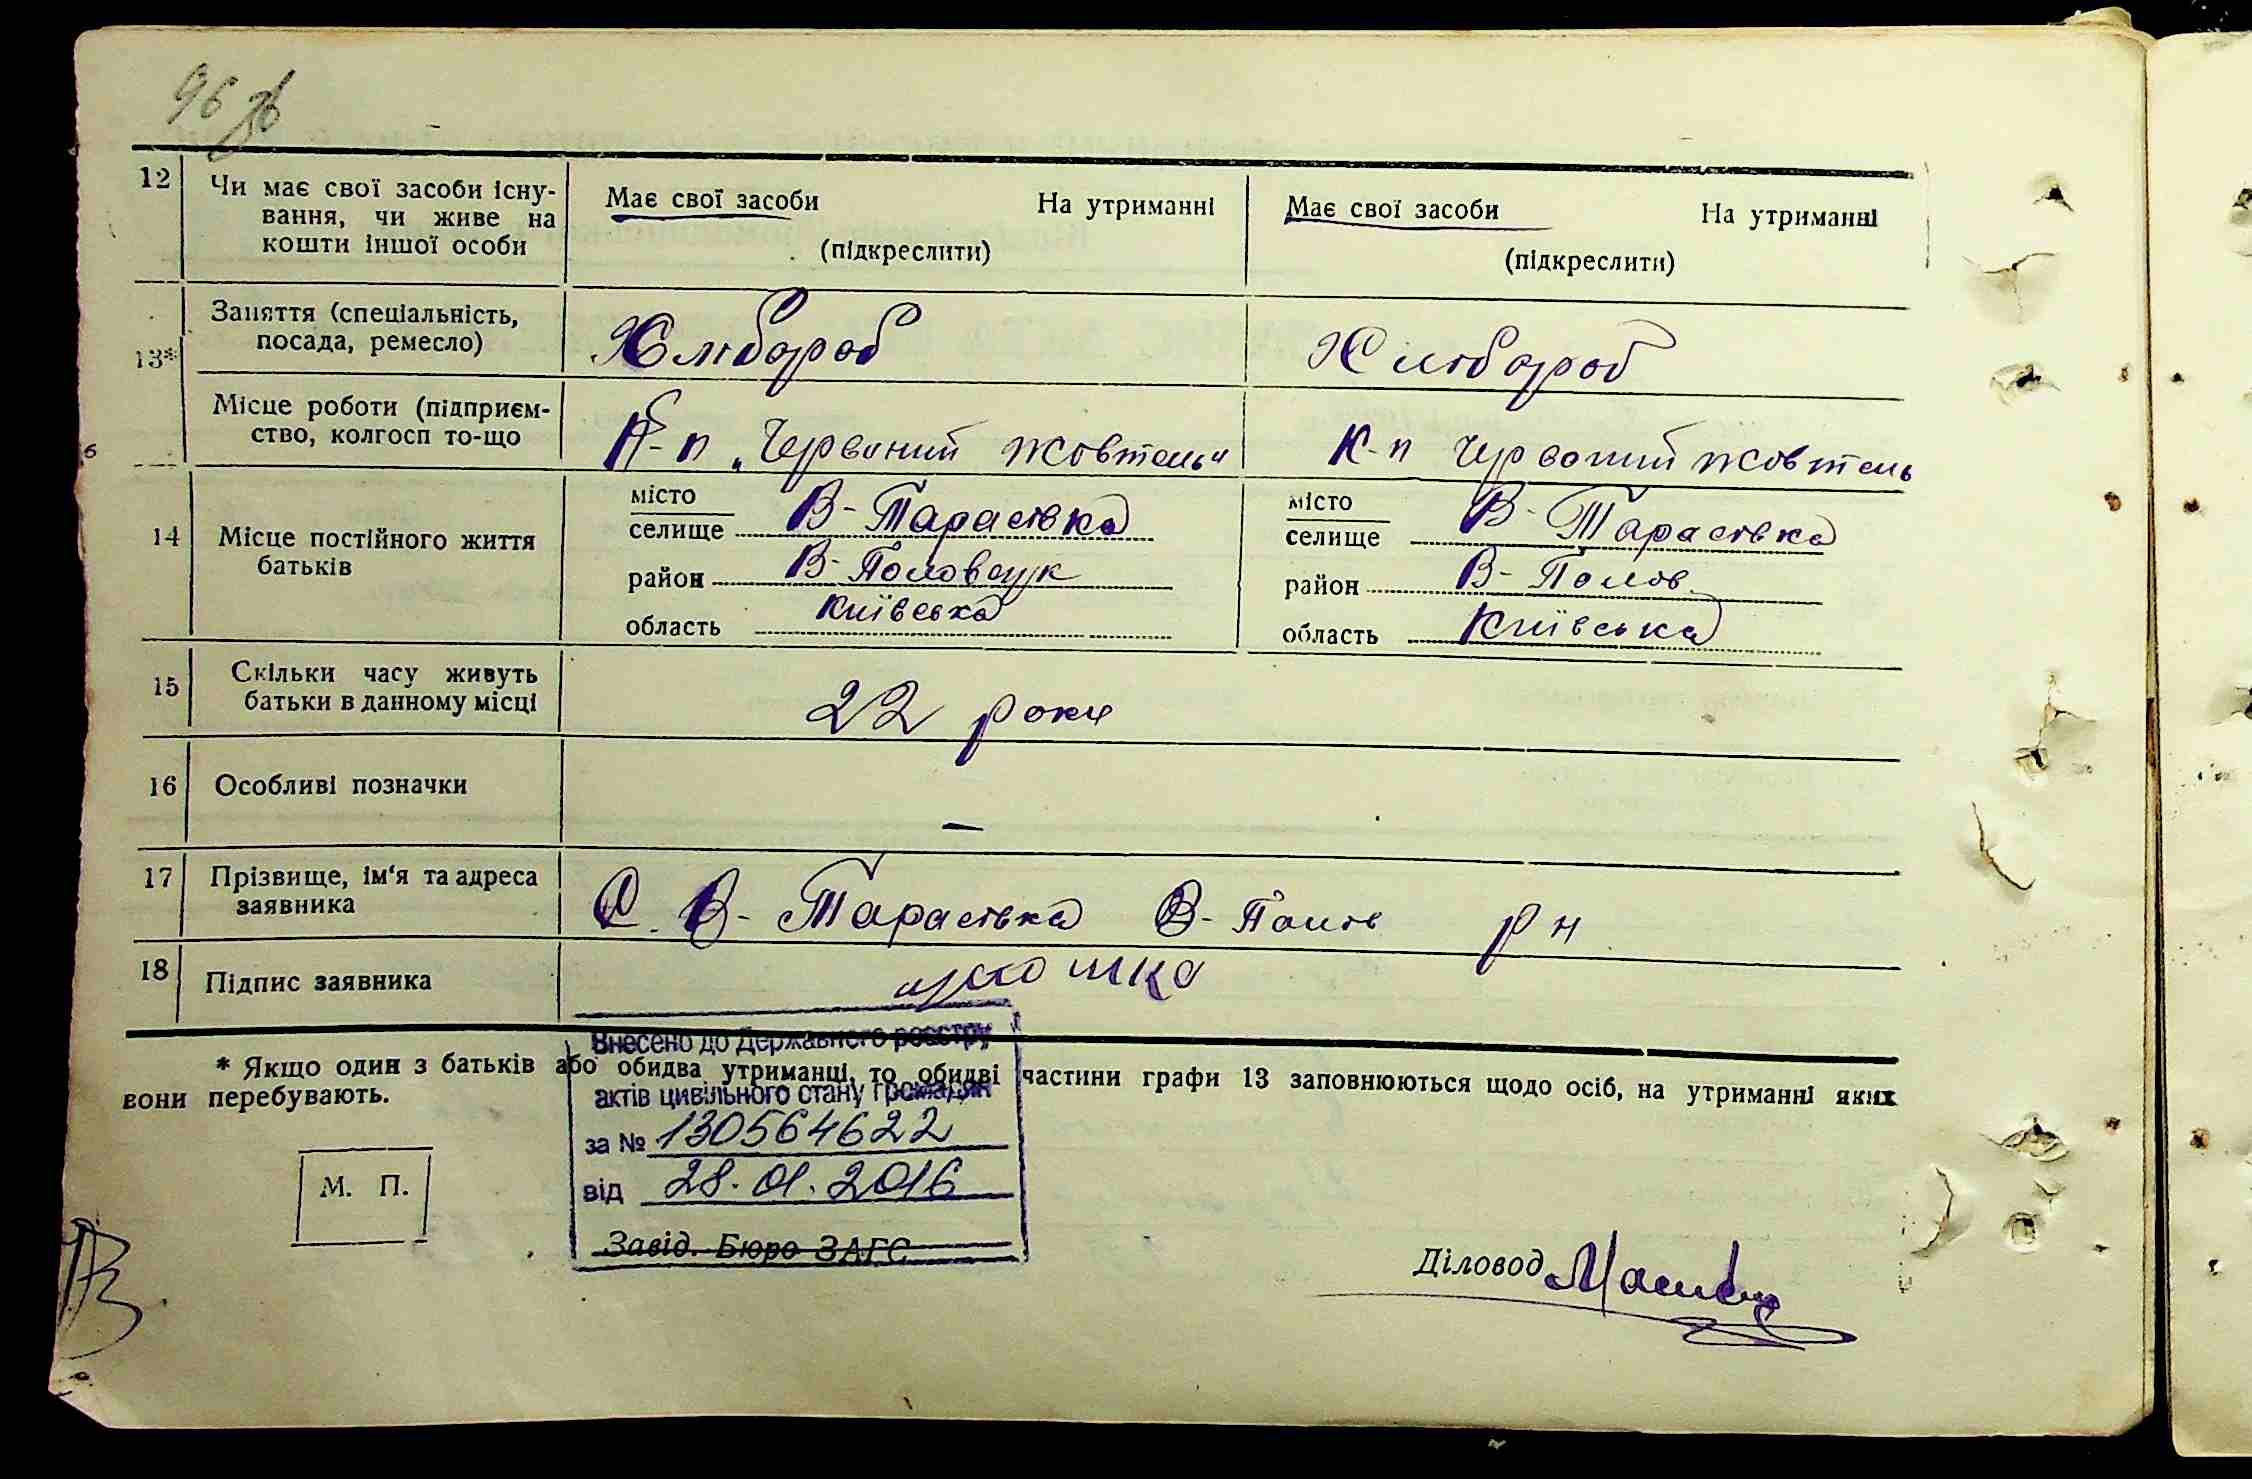 96 зв
12 Чи має свої засоби існу-
вання, чи живе на
кошти іншої особи
Має свої засоби На утриманні
(підкреслити)
Має свої засоби На утриманні
(підкреслити)
13*
Заняття (спеціальність,
посада, ремесло)
Хлібороб
Хлібороб
Місце роботи (підприєм-
ство, колгосп то-що
К-п „Червоний Жовтень"
К-п Червоний Жовтень
14 Місце постійного життя
батьків
місто
селище В-Тарасівка
район В-Половецьк
область Київська
місто
селище В-Тарасівка
район В-Полов
область Київська
15 Скільки часу живуть
батьки в данному місці
22 роки
16 Особливі позначки
—
17 Прізвище, ім'я та адреса
заявника
С. В-Тарасівка В-Полов р н
18 Підпис заявника
* Якщо один з батьків або обидва утриманці, то обидві частини графи 13 заповнюються щодо осіб, на утриманні яких
вони перебувають.
Внесено до Державного реєстру
актів цивільного стану громадян
за № 130564622
від 28.01.2016
Завід. Бюро ЗАГС
М. П.
Діловод